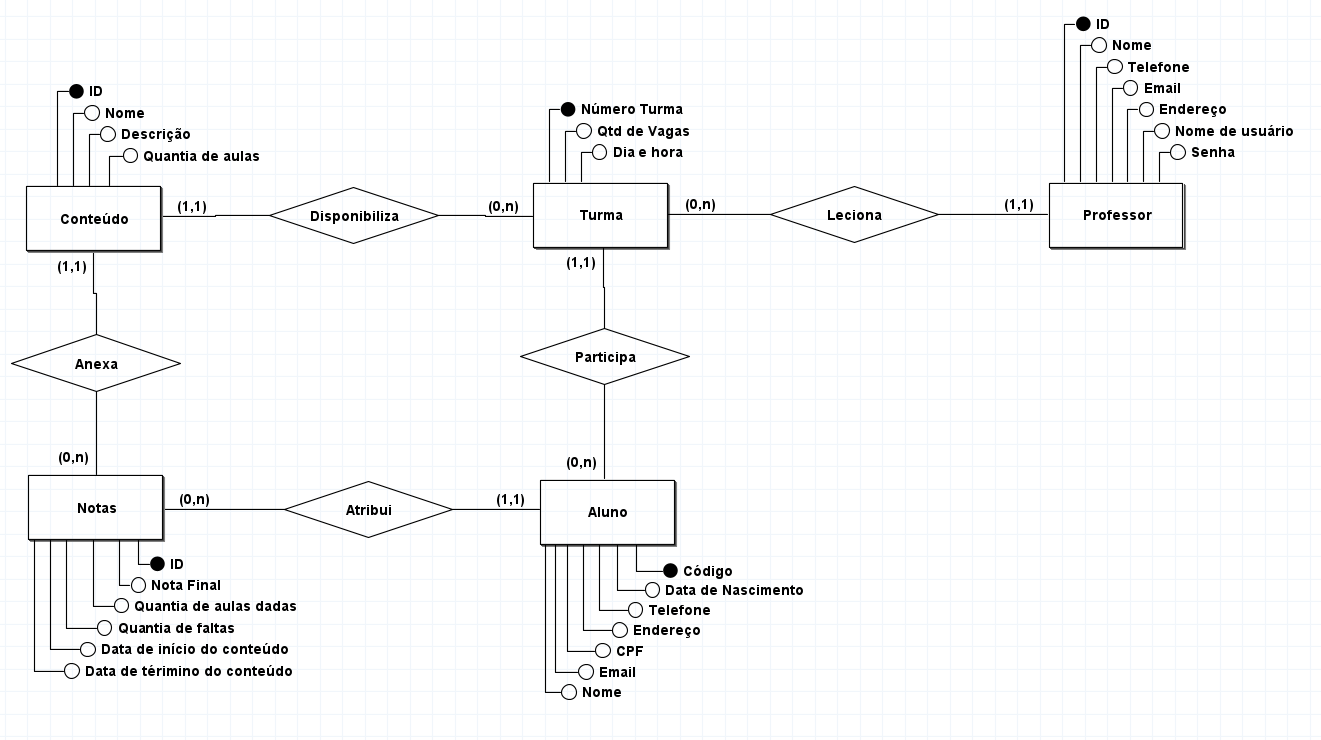 ID
Nome
Telefone
Email
Endereço
Nome de usuário
Senha
ID
Nome
Descrição
Quantia de aulas
Número Turma
Qtd de Vagas
Dia e hora
Conteúdo
(1,1)
Disponibiliza
(0,n)
Turma
(0,n)
Leciona
(1,1)
Professor
(1,1)
(1,1)
Anexa
Participa
(0,n)
(0,n)
Notas
(0,n)
Atribui
(1,1)
Aluno
ID
Nota Final
Quantia de aulas dadas
Quantia de faltas
Data de início do conteúdo
Data de térimino do conteúdo
Código
Data de Nascimento
Telefone
Endereço
CPF
Email
Nome